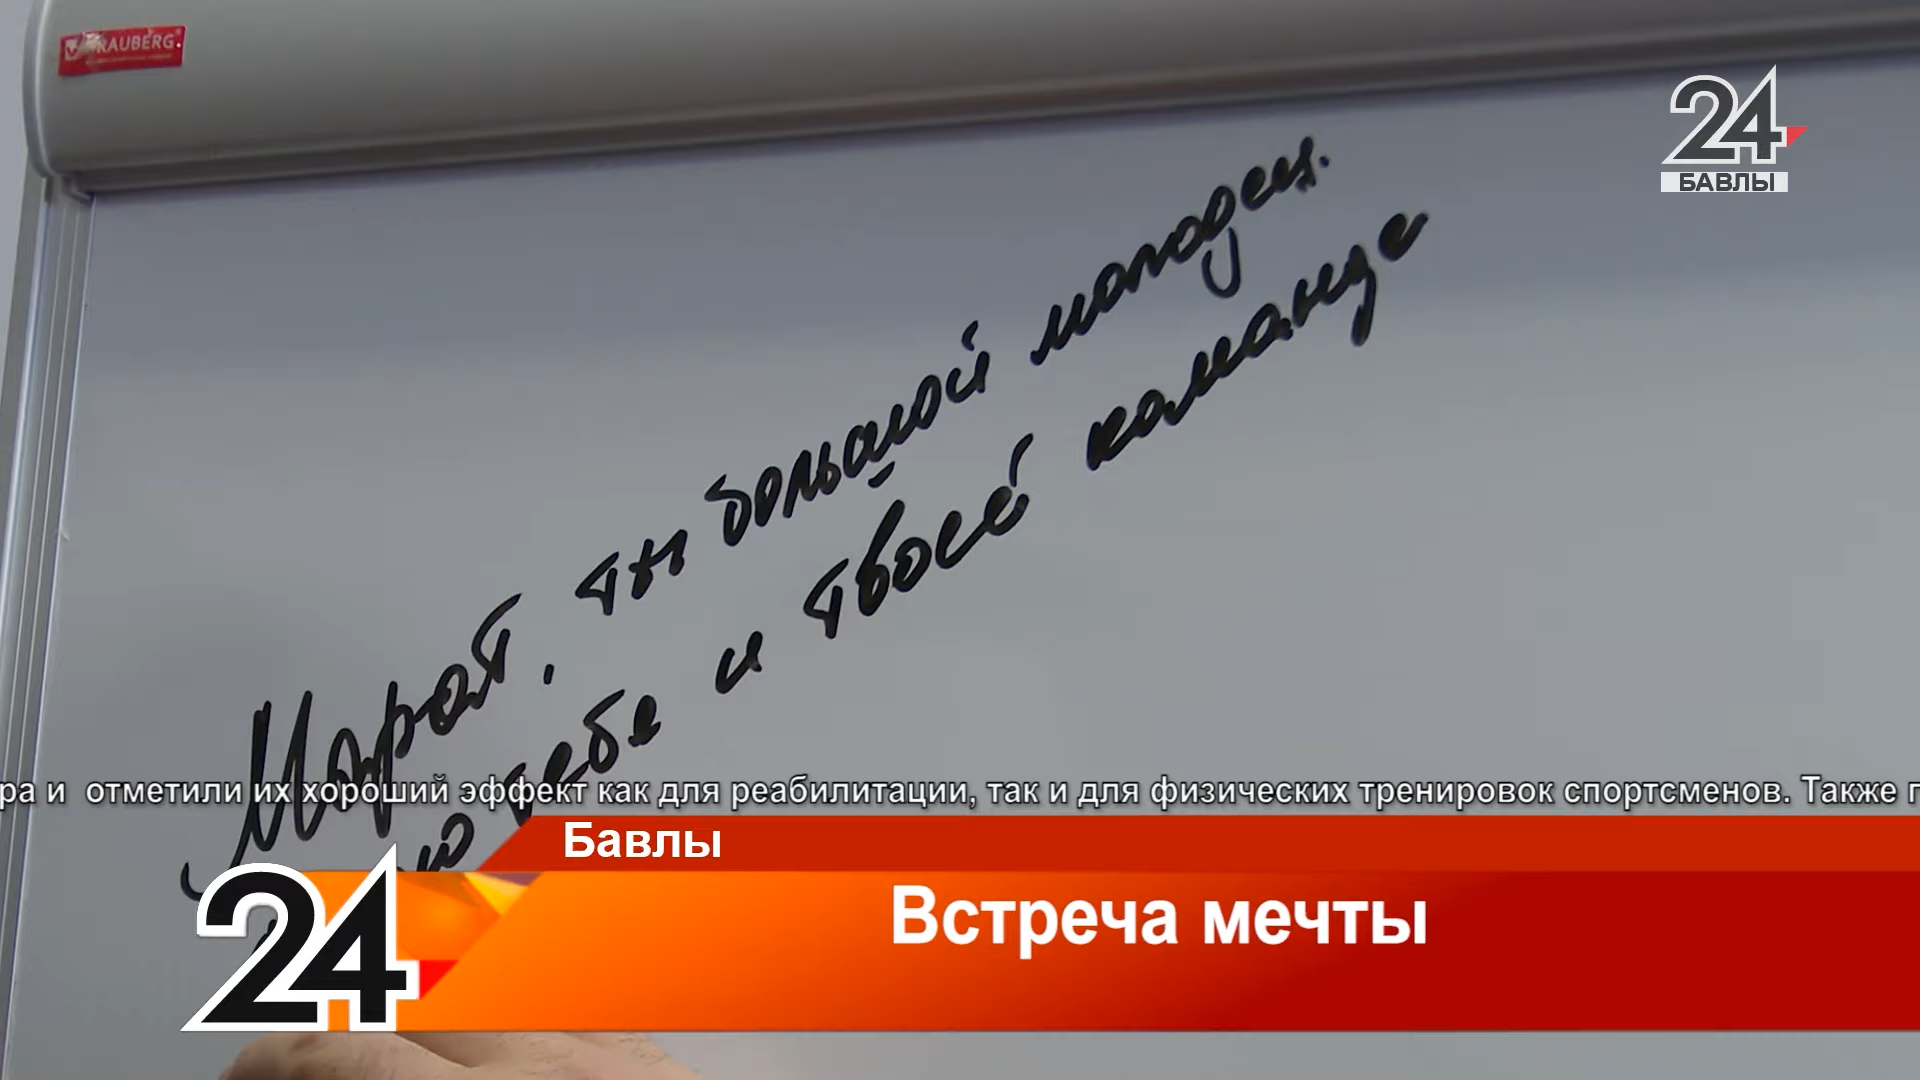 BRAUBERG
24
БАВЛЫ
Марат, ты большой молодец.
тебе и твоей команде
ра и отметили их хороший эффект как для реабилитации, так и для физических тренировок спортсменов. Также п
Бавлы
24
Встреча мечты